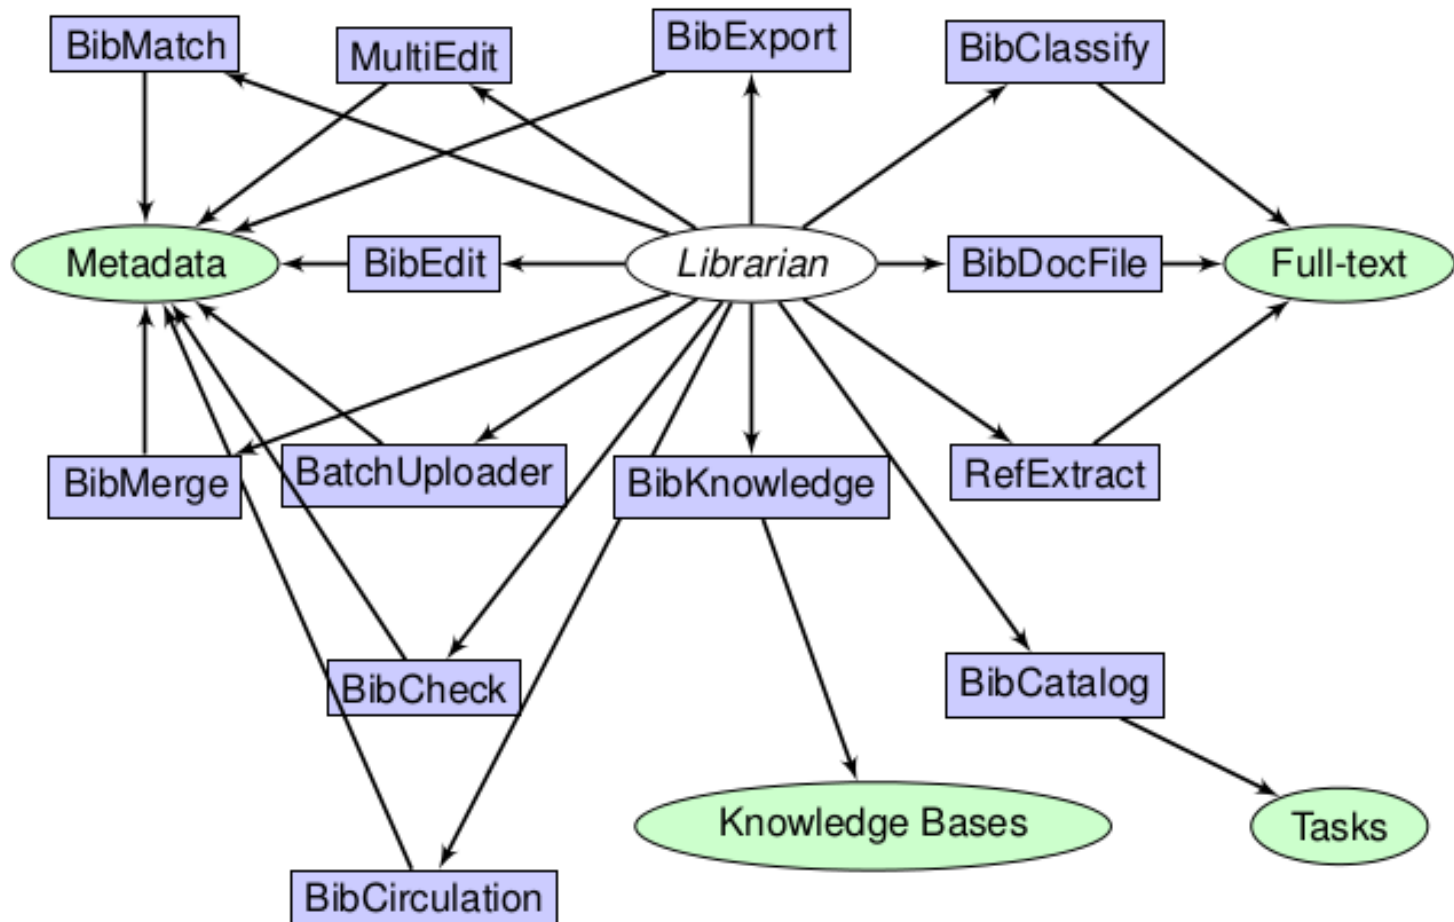 BibMatch
MultiEdit
BibExport
BibClassify
Metadata
BibEdit
Librarian
BibDocFile
Full-text
BibMerge
BatchUploader
BibKnowledge
RefExtract
BibCheck
BibCatalog
Knowledge Bases
Tasks
BibCirculation